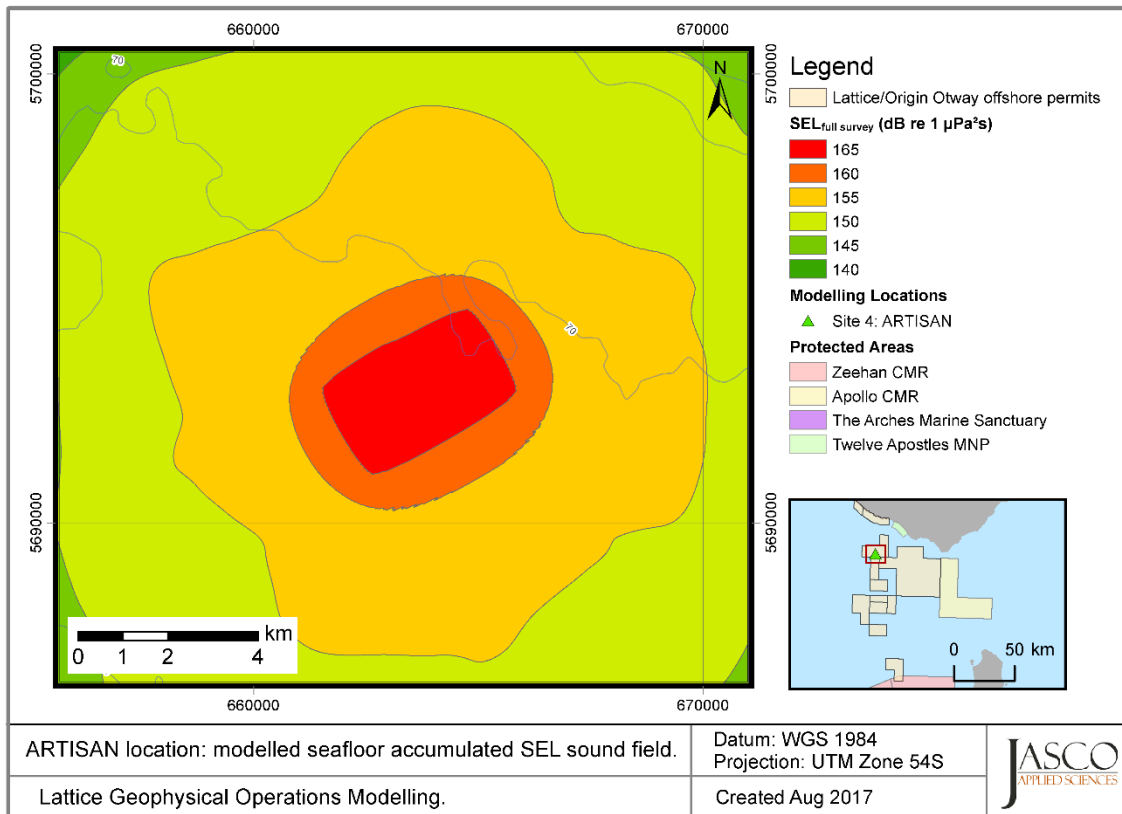 660000
670000
5700000
5700000
70
N
70
5690000
5690000
km
0 1 2 4
660000
670000
Legend
Lattice/Origin Otway offshore permits
SELfull survey (dB re 1 µPa²s)
165
160
155
150
145
140
Modelling Locations
Site 4: ARTISAN
Protected Areas
Zeehan CMR
Apollo CMR
The Arches Marine Sanctuary
Twelve Apostles MNP
0 50 km
ARTISAN location: modelled seafloor accumulated SEL sound field.
Lattice Geophysical Operations Modelling.
Datum: WGS 1984
Projection: UTM Zone 54S
Created Aug 2017
JASCO
APPLIED SCIENCES